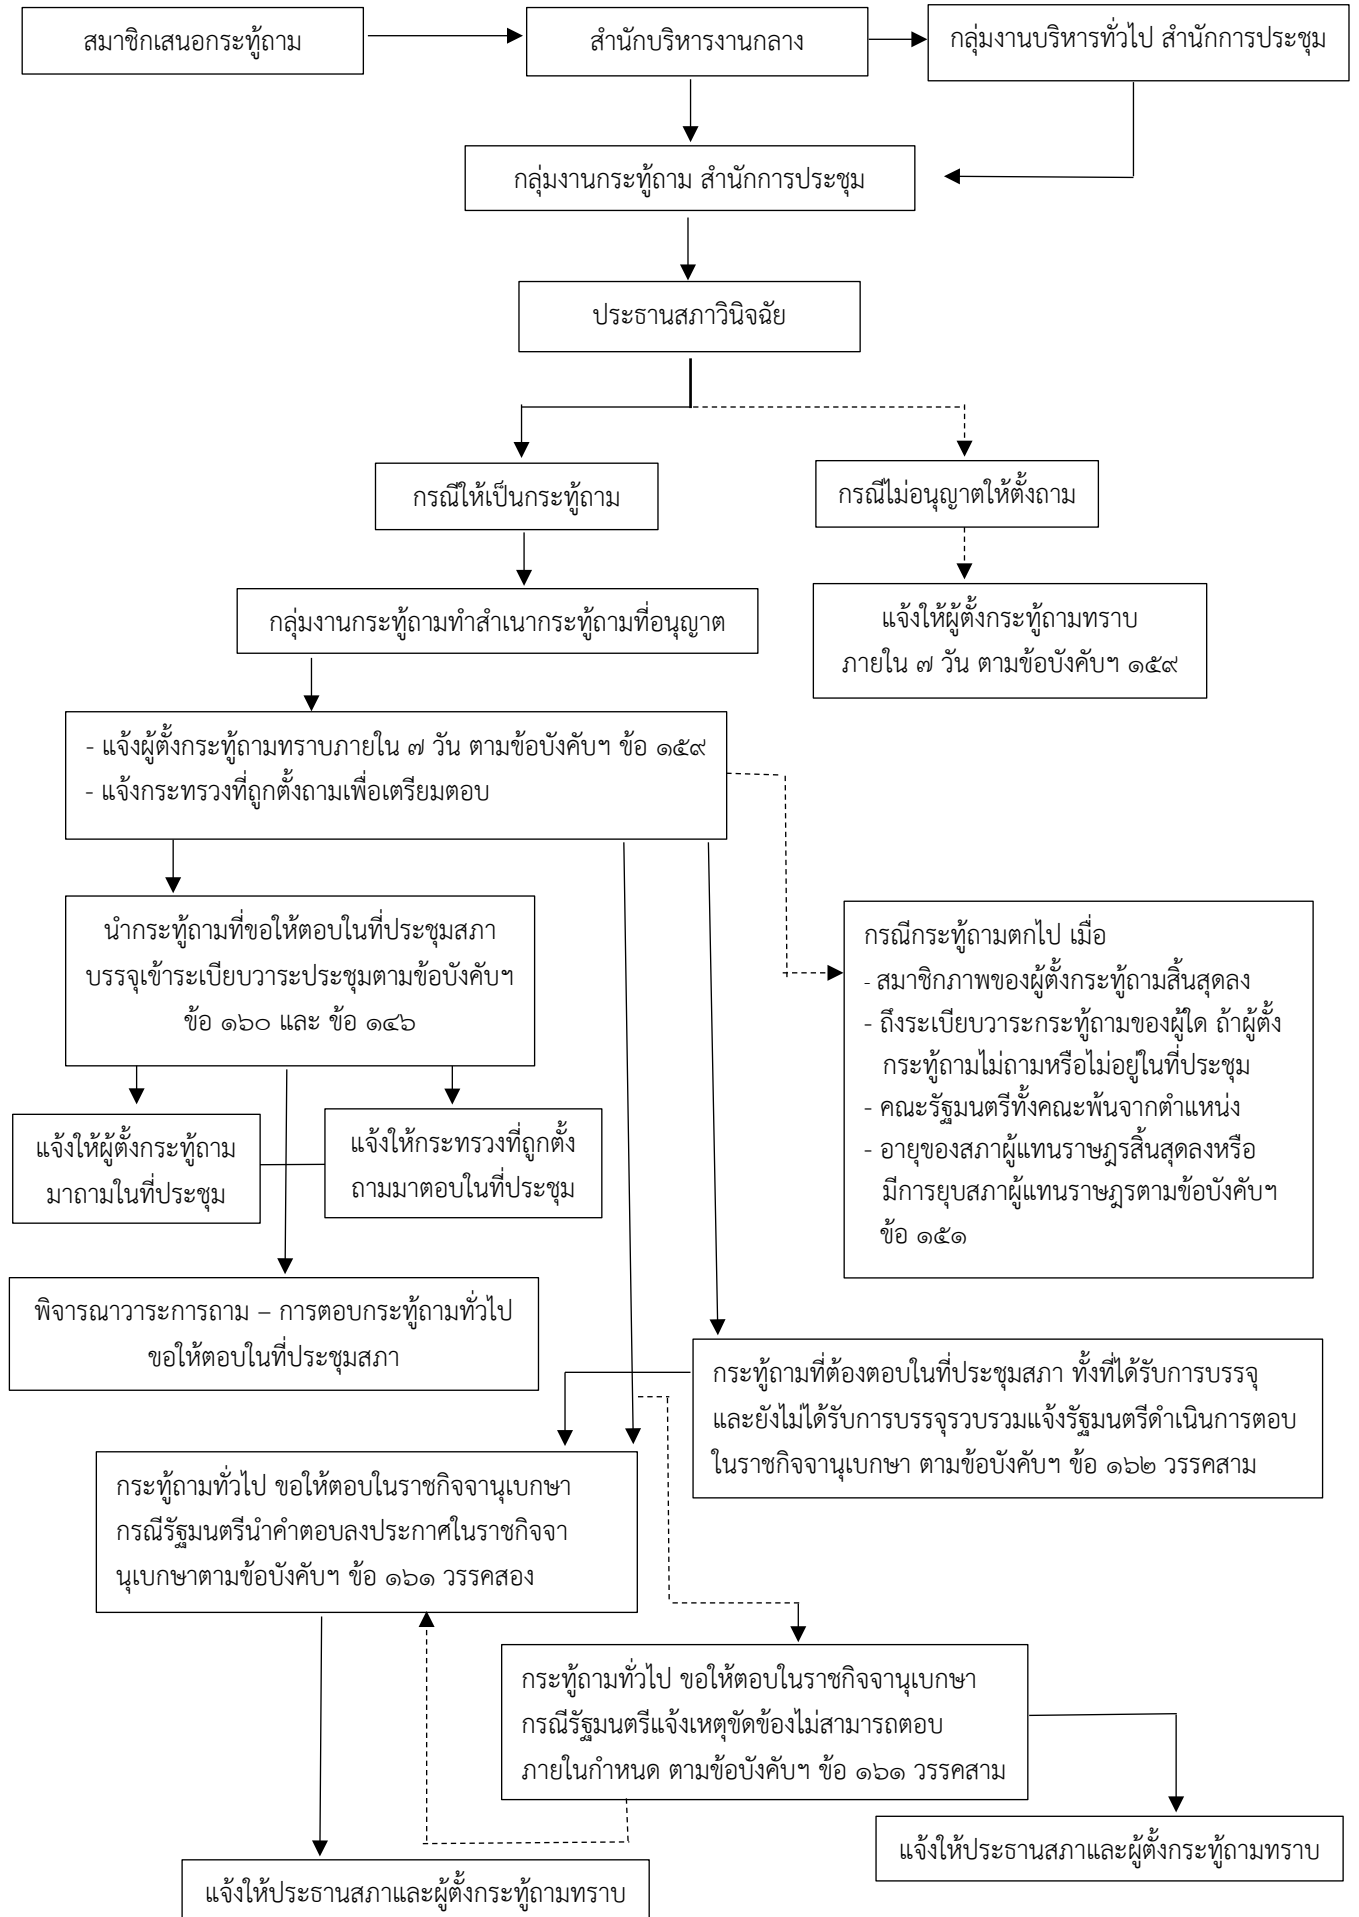 สมาชิกเสนอกระทู้ถาม
สำนักบริหารงานกลาง
กลุ่มงานบริหารทั่วไป สำนักการประชุม
กลุ่มงานกระทู้ถาม สำนักการประชุม
ประธานสภาวินิจฉัย
กรณีให้เป็นกระทู้ถาม
กรณีไม่อนุญาตให้ตั้งถาม
กลุ่มงานกระทู้ถามทำสำเนากระทู้ถามที่อนุญาต
แจ้งให้ผู้ตั้งกระทู้ถามทราบ
ภายใน ๗ วัน ตามข้อบังคับฯ ๑๕๙
- แจ้งผู้ตั้งกระทู้ถามทราบภายใน ๗ วัน ตามข้อบังคับฯ ข้อ ๑๕๙
- แจ้งกระทรวงที่ถูกตั้งถามเพื่อเตรียมตอบ
นำกระทู้ถามที่ขอให้ตอบในที่ประชุมสภา
บรรจุเข้าระเบียบวาระประชุมตามข้อบังคับฯ
ข้อ ๑๖๐ และ ข้อ ๑๔๖
กรณีกระทู้ถามตกไป เมื่อ
- สมาชิกภาพของผู้ตั้งกระทู้ถามสิ้นสุดลง
- ถึงระเบียบวาระกระทู้ถามของผู้ใด ถ้าผู้ตั้ง
กระทู้ถามไม่ถามหรือไม่อยู่ในที่ประชุม
- คณะรัฐมนตรีทั้งคณะพ้นจากตำแหน่ง
- อายุของสภาผู้แทนราษฎรสิ้นสุดลงหรือ
มีการยุบสภาผู้แทนราษฎรตามข้อบังคับฯ
ข้อ ๑๕๑
แจ้งให้ผู้ตั้งกระทู้ถาม
มาถามในที่ประชุม
แจ้งให้กระทรวงที่ถูกตั้ง
ถามมาตอบในที่ประชุม
พิจารณาวาระการถาม – การตอบกระทู้ถามทั่วไป
ขอให้ตอบในที่ประชุมสภา
กระทู้ถามที่ต้องตอบในที่ประชุมสภา ทั้งที่ได้รับการบรรจุ
และยังไม่ได้รับการบรรจุรวบรวมแจ้งรัฐมนตรีดำเนินการตอบ
ในราชกิจจานุเบกษา ตามข้อบังคับฯ ข้อ ๑๖๒ วรรคสาม
กระทู้ถามทั่วไป ขอให้ตอบในราชกิจจานุเบกษา
กรณีรัฐมนตรีนำคำตอบลงประกาศในราชกิจจา
นุเบกษาตามข้อบังคับฯ ข้อ ๑๖๑ วรรคสอง
กระทู้ถามทั่วไป ขอให้ตอบในราชกิจจานุเบกษา
กรณีรัฐมนตรีแจ้งเหตุขัดข้องไม่สามารถตอบ
ภายในกำหนด ตามข้อบังคับฯ ข้อ ๑๖๑ วรรคสาม
แจ้งให้ประธานสภาและผู้ตั้งกระทู้ถามทราบ
แจ้งให้ประธานสภาและผู้ตั้งกระทู้ถามทราบ